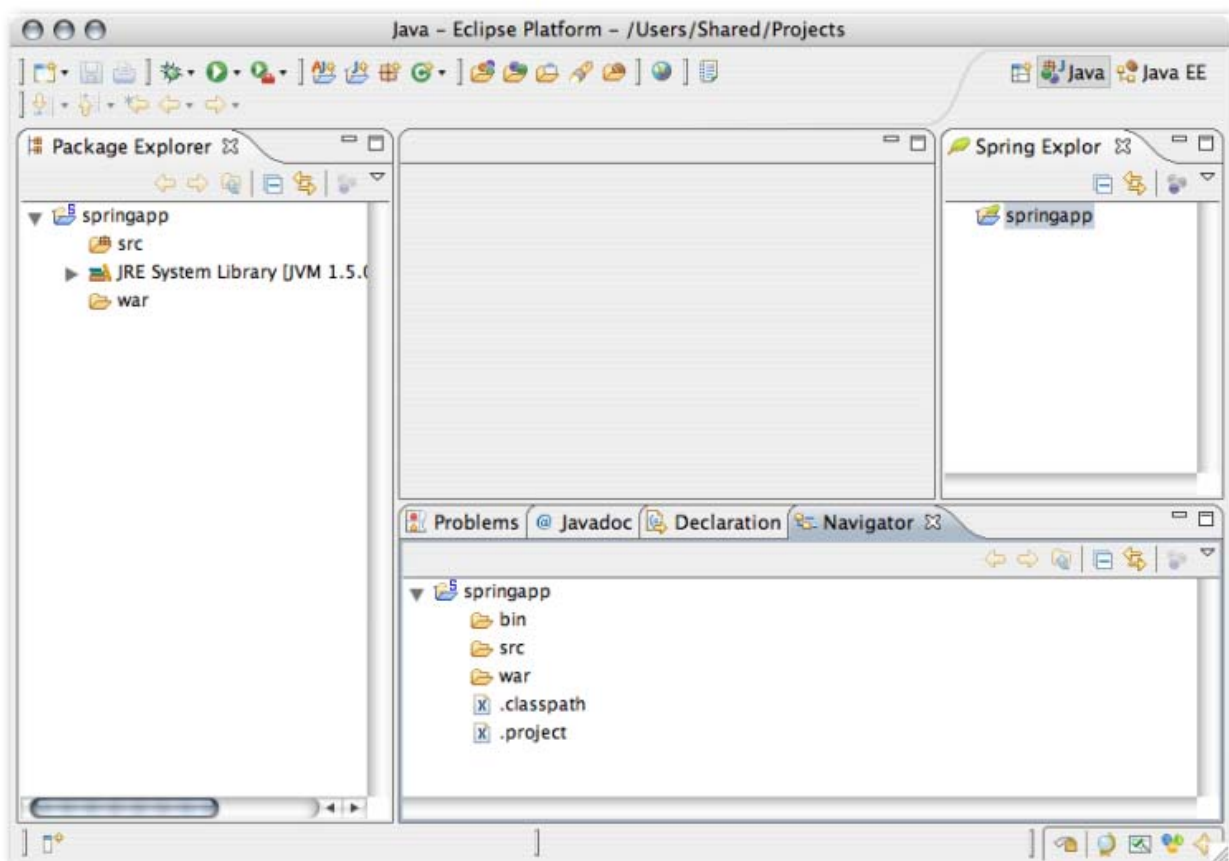 Java – Eclipse Platform – /Users/Shared/Projects
Java
Java EE
Package Explorer
springapp
src
JRE System Library [JVM 1.5.0
war
Spring Explor
springapp
Problems
@ Javadoc
Declaration
Navigator
springapp
bin
src
war
.classpath
.project